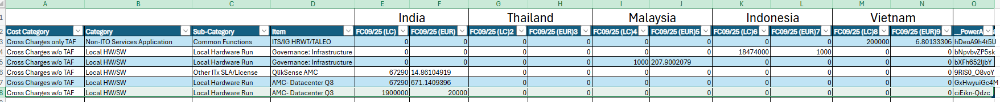 A B C D E F G H I J K L M N O
1 India Thailand Malaysia Indonesia Vietnam
2 Cost Category Category Sub-Category Item FC09/25 (LC) FC09/25 (EUR) FC09/25 (LC)2 FC09/25 (EUR)3 FC09/25 (LC)4 FC09/25 (EUR)5 FC09/25 (LC)6 FC09/25 (EUR)7 FC09/25 (LC)8 FC09/25 (EUR)9 __PowerA
3 Cross Charges only TAF Non-ITO Services Application Common Functions ITS/IG HRWT/TALEO 0 0 0 0 0 0 0 0 200000 6.80133306 hDeoA9h4t5U
4 Cross Charges w/o TAF Local HW/SW Local Hardware Run Governance: Infrastructure 0 0 0 0 0 0 18474000 1000 0 0 bNpvbvZP5sk
5 Cross Charges w/o TAF Local HW/SW Local Hardware Run Governance: Infrastructure 0 0 0 0 1000 207.9002079 0 0 0 0 bXFh652IjbY
6 Cross Charges w/o TAF Local HW/SW Other ITx SLA/License QlikSense AMC 67290 14.86104919 0 0 0 0 0 0 0 0 9RiS0_O8voY
7 Cross Charges w/o TAF Local HW/SW Local Hardware Run AMC- Datacenter Q3 67290 671.1409396 0 0 0 0 0 0 0 0 GxHwyuiGc4M
8 Cross Charges w/o TAF Local HW/SW Local Hardware Run AMC- Datacenter Q3 1900000 20000 0 0 0 0 0 0 0 0 ciEikn-Qdzc